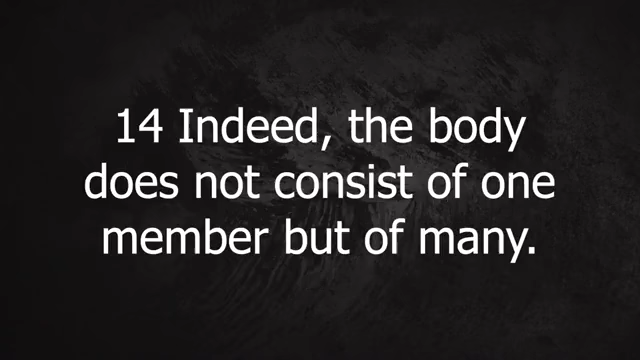 14 Indeed, the body
does not consist of one
member but of many.